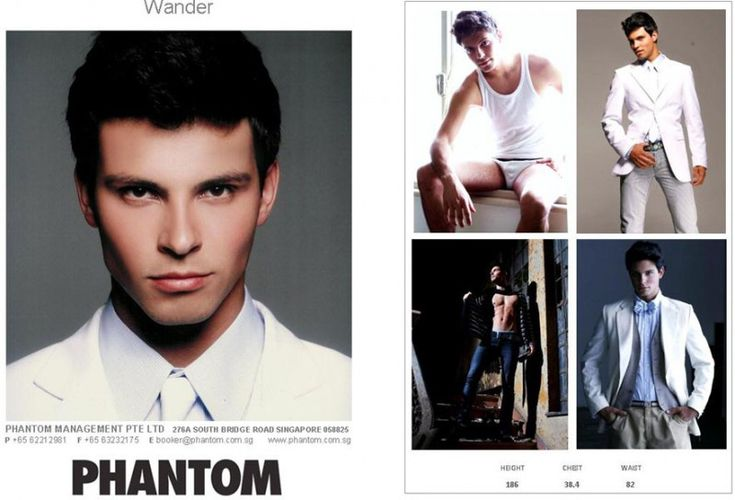 Wander
PHANTOM MANAGEMENT PTE LTD 276A SOUTH BRIDGE ROAD SINGAPORE 058825
P +65 62212981 F +65 63232175 E booker@phantom.com.sg www.phantom.com.sg
PHANTOM
HEIGHT CHEST WAIST
186 38.4 82